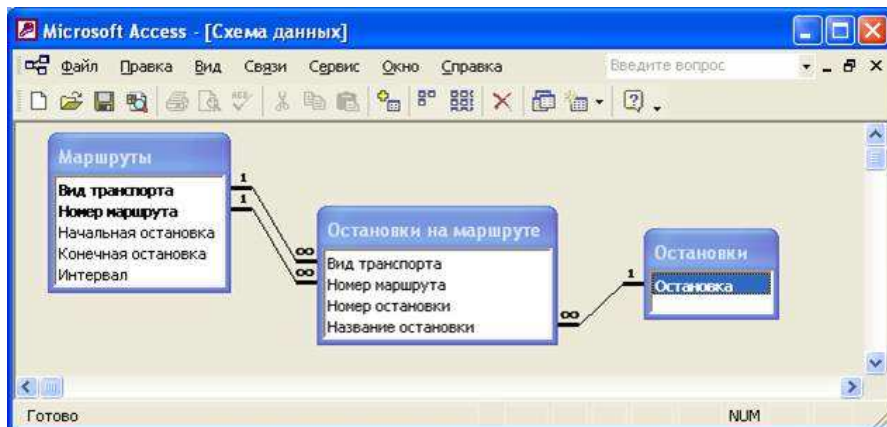 Microsoft Access - [Схема данных]
Файл Правка Вид Связи Сервис Окно Справка Введите вопрос
Маршруты
Вид транспорта
Номер маршрута
Начальная остановка
Конечная остановка
Интервал
1
1
∞
∞
Остановки на маршруте
Вид транспорта
Номер маршрута
Номер остановки
Название остановки
∞
1
Остановки
Остановка
Готово NUM